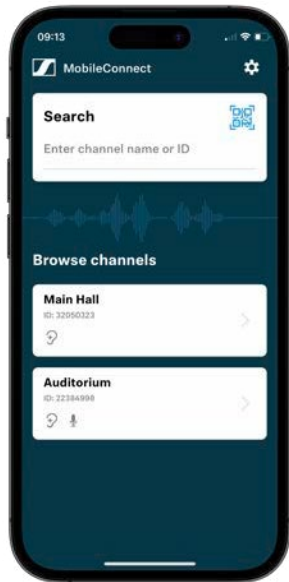 09:13
MobileConnect
Search
Enter channel name or ID
Browse channels
Main Hall
ID: 32050323
Auditorium
ID: 22384998